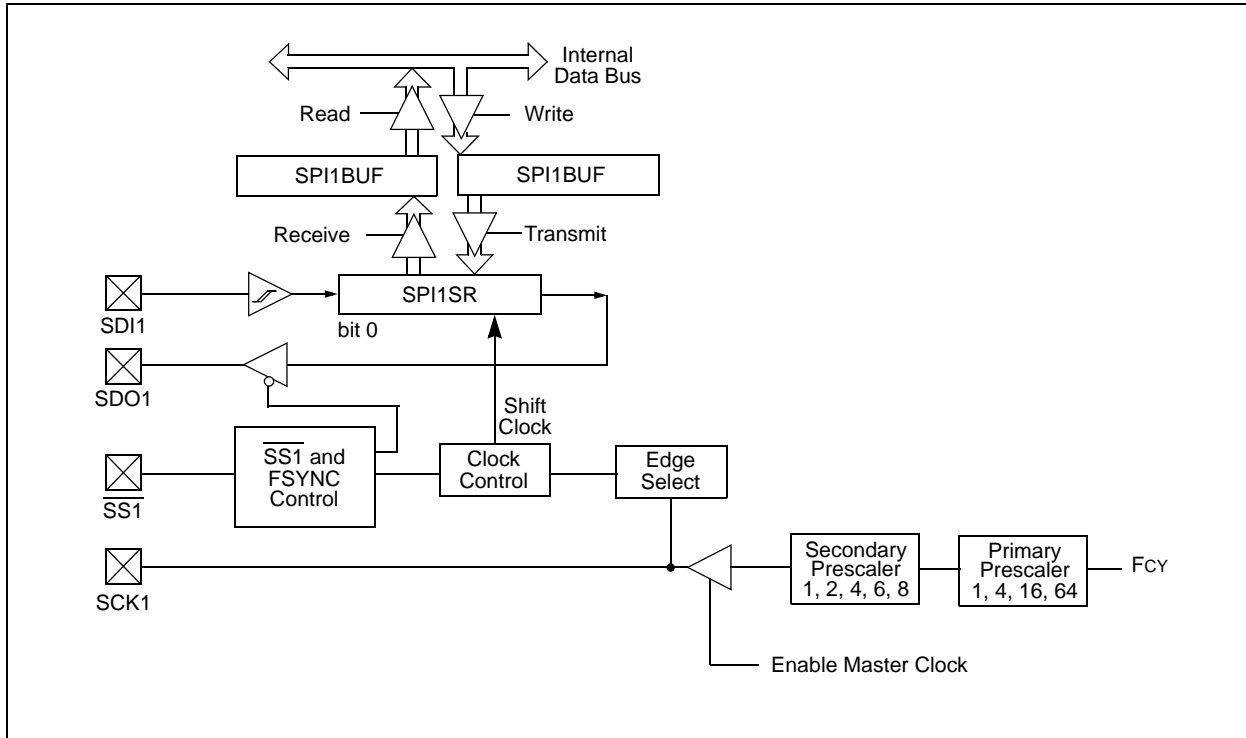 Internal
Data Bus
Read
Write
SPI1BUF
SPI1BUF
Receive
Transmit
SDI1
SPI1SR
bit 0
SDO1
Shift
Clock
SS1
SS1 and
FSYNC
Control
Clock
Control
Edge
Select
SCK1
Secondary
Prescaler
1, 2, 4, 6, 8
Primary
Prescaler
1, 4, 16, 64
FCY
Enable Master Clock